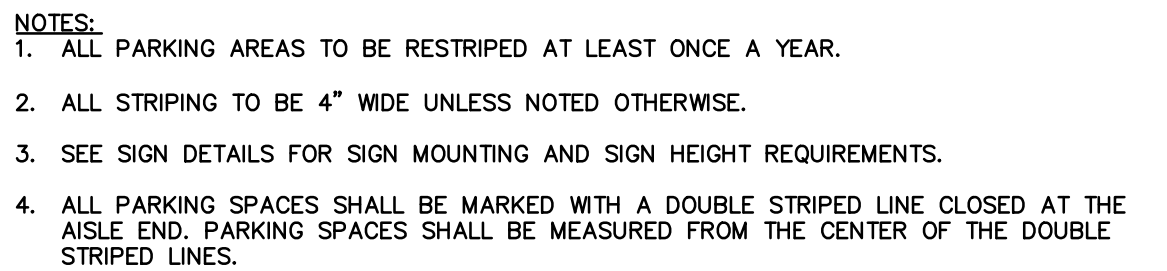 NOTES:
1. ALL PARKING AREAS TO BE RESTRIPED AT LEAST ONCE A YEAR.
2. ALL STRIPING TO BE 4” WIDE UNLESS NOTED OTHERWISE.
3. SEE SIGN DETAILS FOR SIGN MOUNTING AND SIGN HEIGHT REQUIREMENTS.
4. ALL PARKING SPACES SHALL BE MARKED WITH A DOUBLE STRIPED LINE CLOSED AT THE
AISLE END. PARKING SPACES SHALL BE MEASURED FROM THE CENTER OF THE DOUBLE
STRIPED LINES.